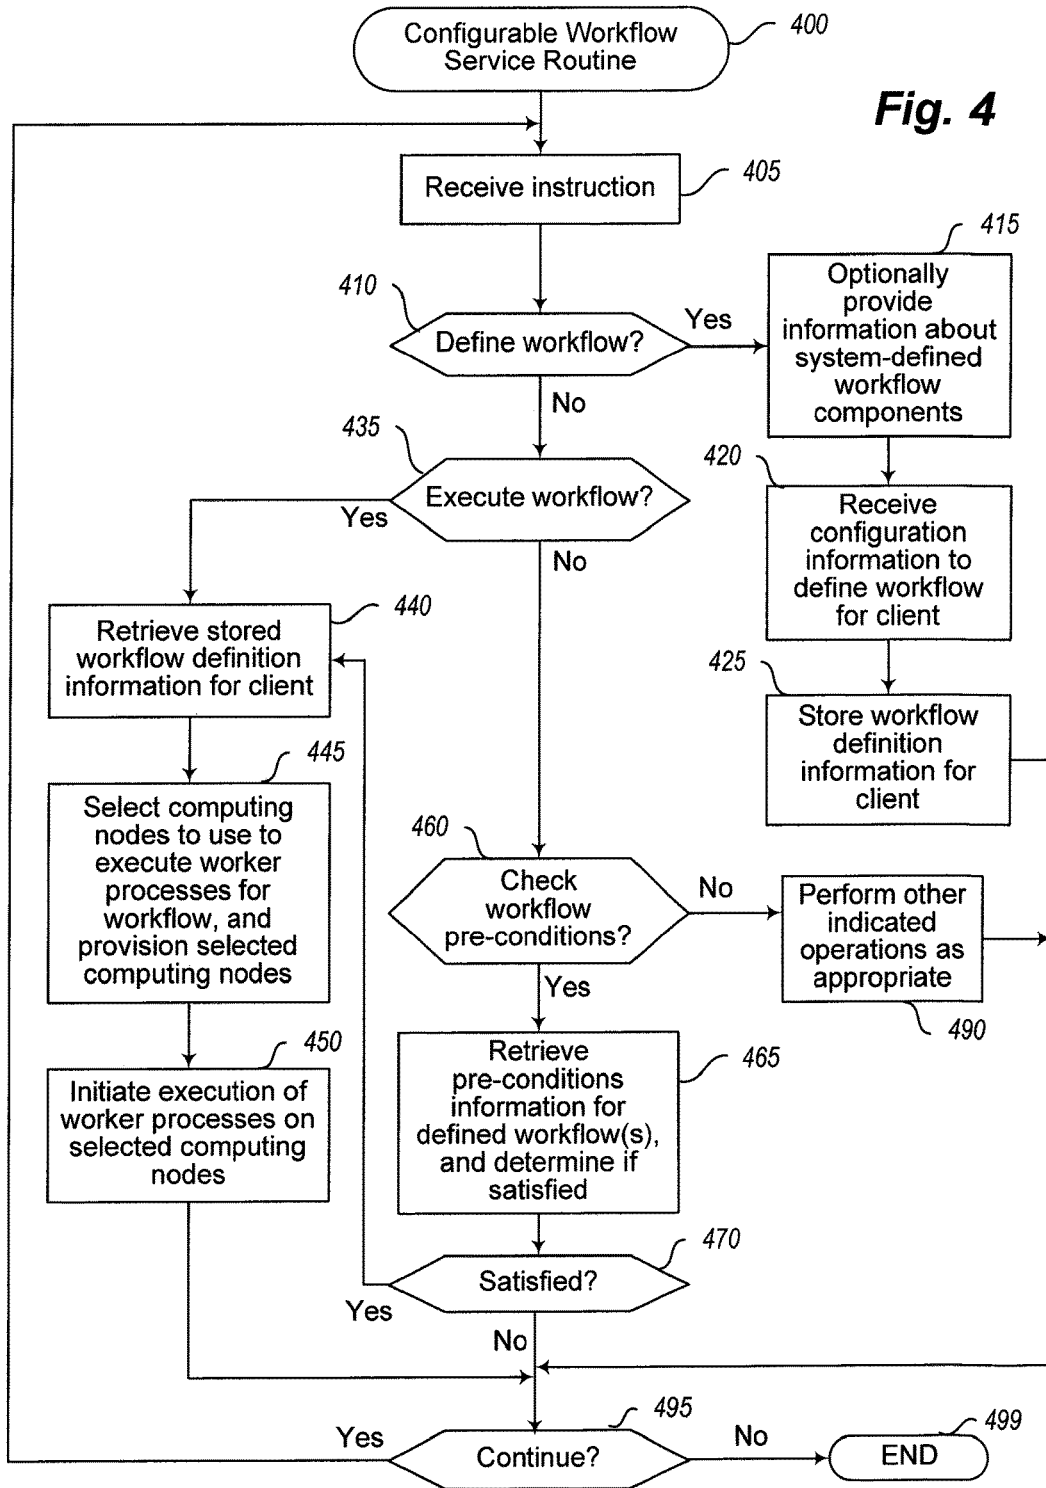 Configurable Workflow
Service Routine
400
Fig. 4
Receive instruction
405
410
Define workflow?
Yes
No
415
Optionally
provide
information about
system-defined
workflow
components
420
Receive
configuration
information to
define workflow
for client
425
Store workflow
definition
information for
client
435
Execute workflow?
Yes
No
440
Retrieve stored
workflow definition
information for client
445
Select computing
nodes to use to
execute worker
processes for
workflow, and
provision selected
computing nodes
450
Initiate execution of
worker processes on
selected computing
nodes
460
Check
workflow
pre-conditions?
No
Yes
Perform other
indicated
operations as
appropriate
490
Retrieve
pre-conditions
information for
defined workflow(s),
and determine if
satisfied
465
470
Satisfied?
Yes
No
495
Continue?
Yes
No
499
END